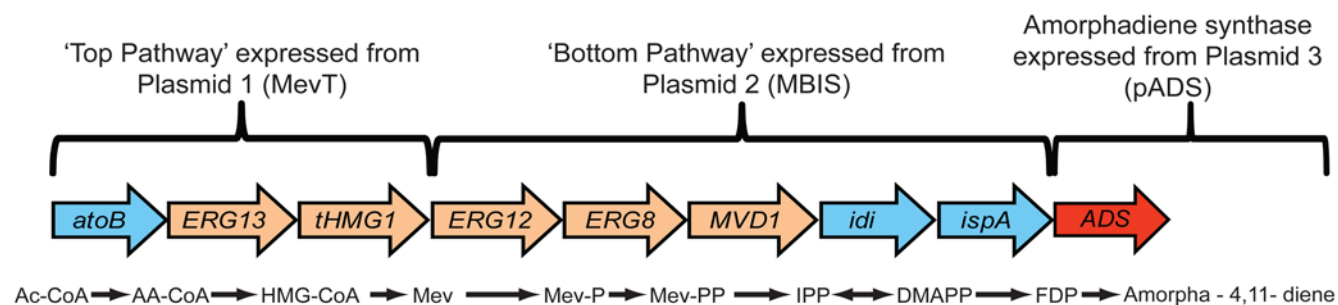 'Top Pathway' expressed from
Plasmid 1 (MevT)
'Bottom Pathway' expressed from
Plasmid 2 (MBIS)
Amorphadiene synthase
expressed from Plasmid 3
(pADS)
atoB ERG13 tHMG1 ERG12 ERG8 MVD1 idi ispA ADS
Ac-CoA AA-CoA HMG-CoA Mev Mev-P Mev-PP IPP DMAPP FDP Amorpha - 4,11- diene